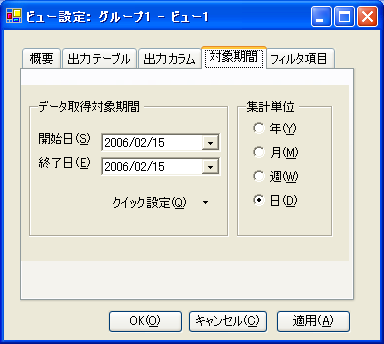 ビュー設定: グループ1 - ビュー1
概要 出力テーブル 出力カラム 対象期間 フィルタ項目
データ取得対象期間
開始日(S) 2006/02/15
終了日(E) 2006/02/15
クイック設定(Q)
集計単位
年(Y)
月(M)
週(W)
日(D)
OK(O) キャンセル(C) 適用(A)